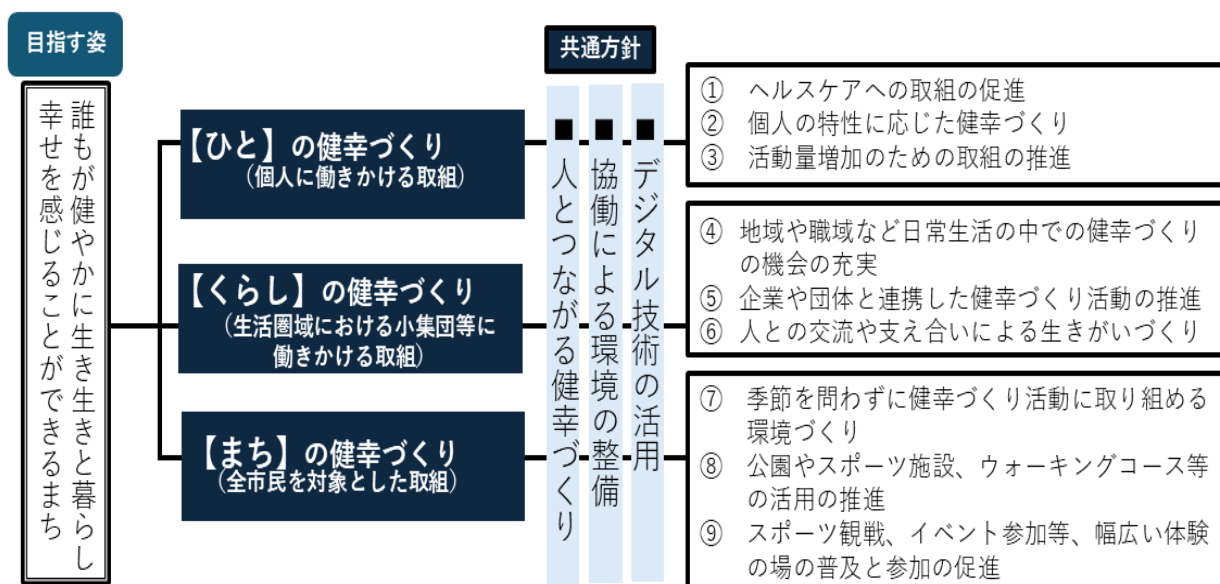 目指す姿
誰もが健やかに生き生きと暮らし
幸せを感じることができるまち
【ひと】の健幸づくり
(個人に働きかける取組)
【くらし】の健幸づくり
(生活圏域における小集団等に
働きかける取組)
【まち】の健幸づくり
(全市民を対象とした取組)
共通方針
■デジタル技術の活用
■協働による環境の整備
■人とつながる健幸づくり
① ヘルスケアへの取組の促進
② 個人の特性に応じた健幸づくり
③ 活動量増加のための取組の推進
④ 地域や職域など日常生活の中での健幸づくり
の機会の充実
⑤ 企業や団体と連携した健幸づくり活動の推進
⑥ 人との交流や支え合いによる生きがいづくり
⑦ 季節を問わずに健幸づくり活動に取り組める
環境づくり
⑧ 公園やスポーツ施設、ウォーキングコース等
の活用の推進
⑨ スポーツ観戦、イベント参加等、幅広い体験
の場の普及と参加の促進